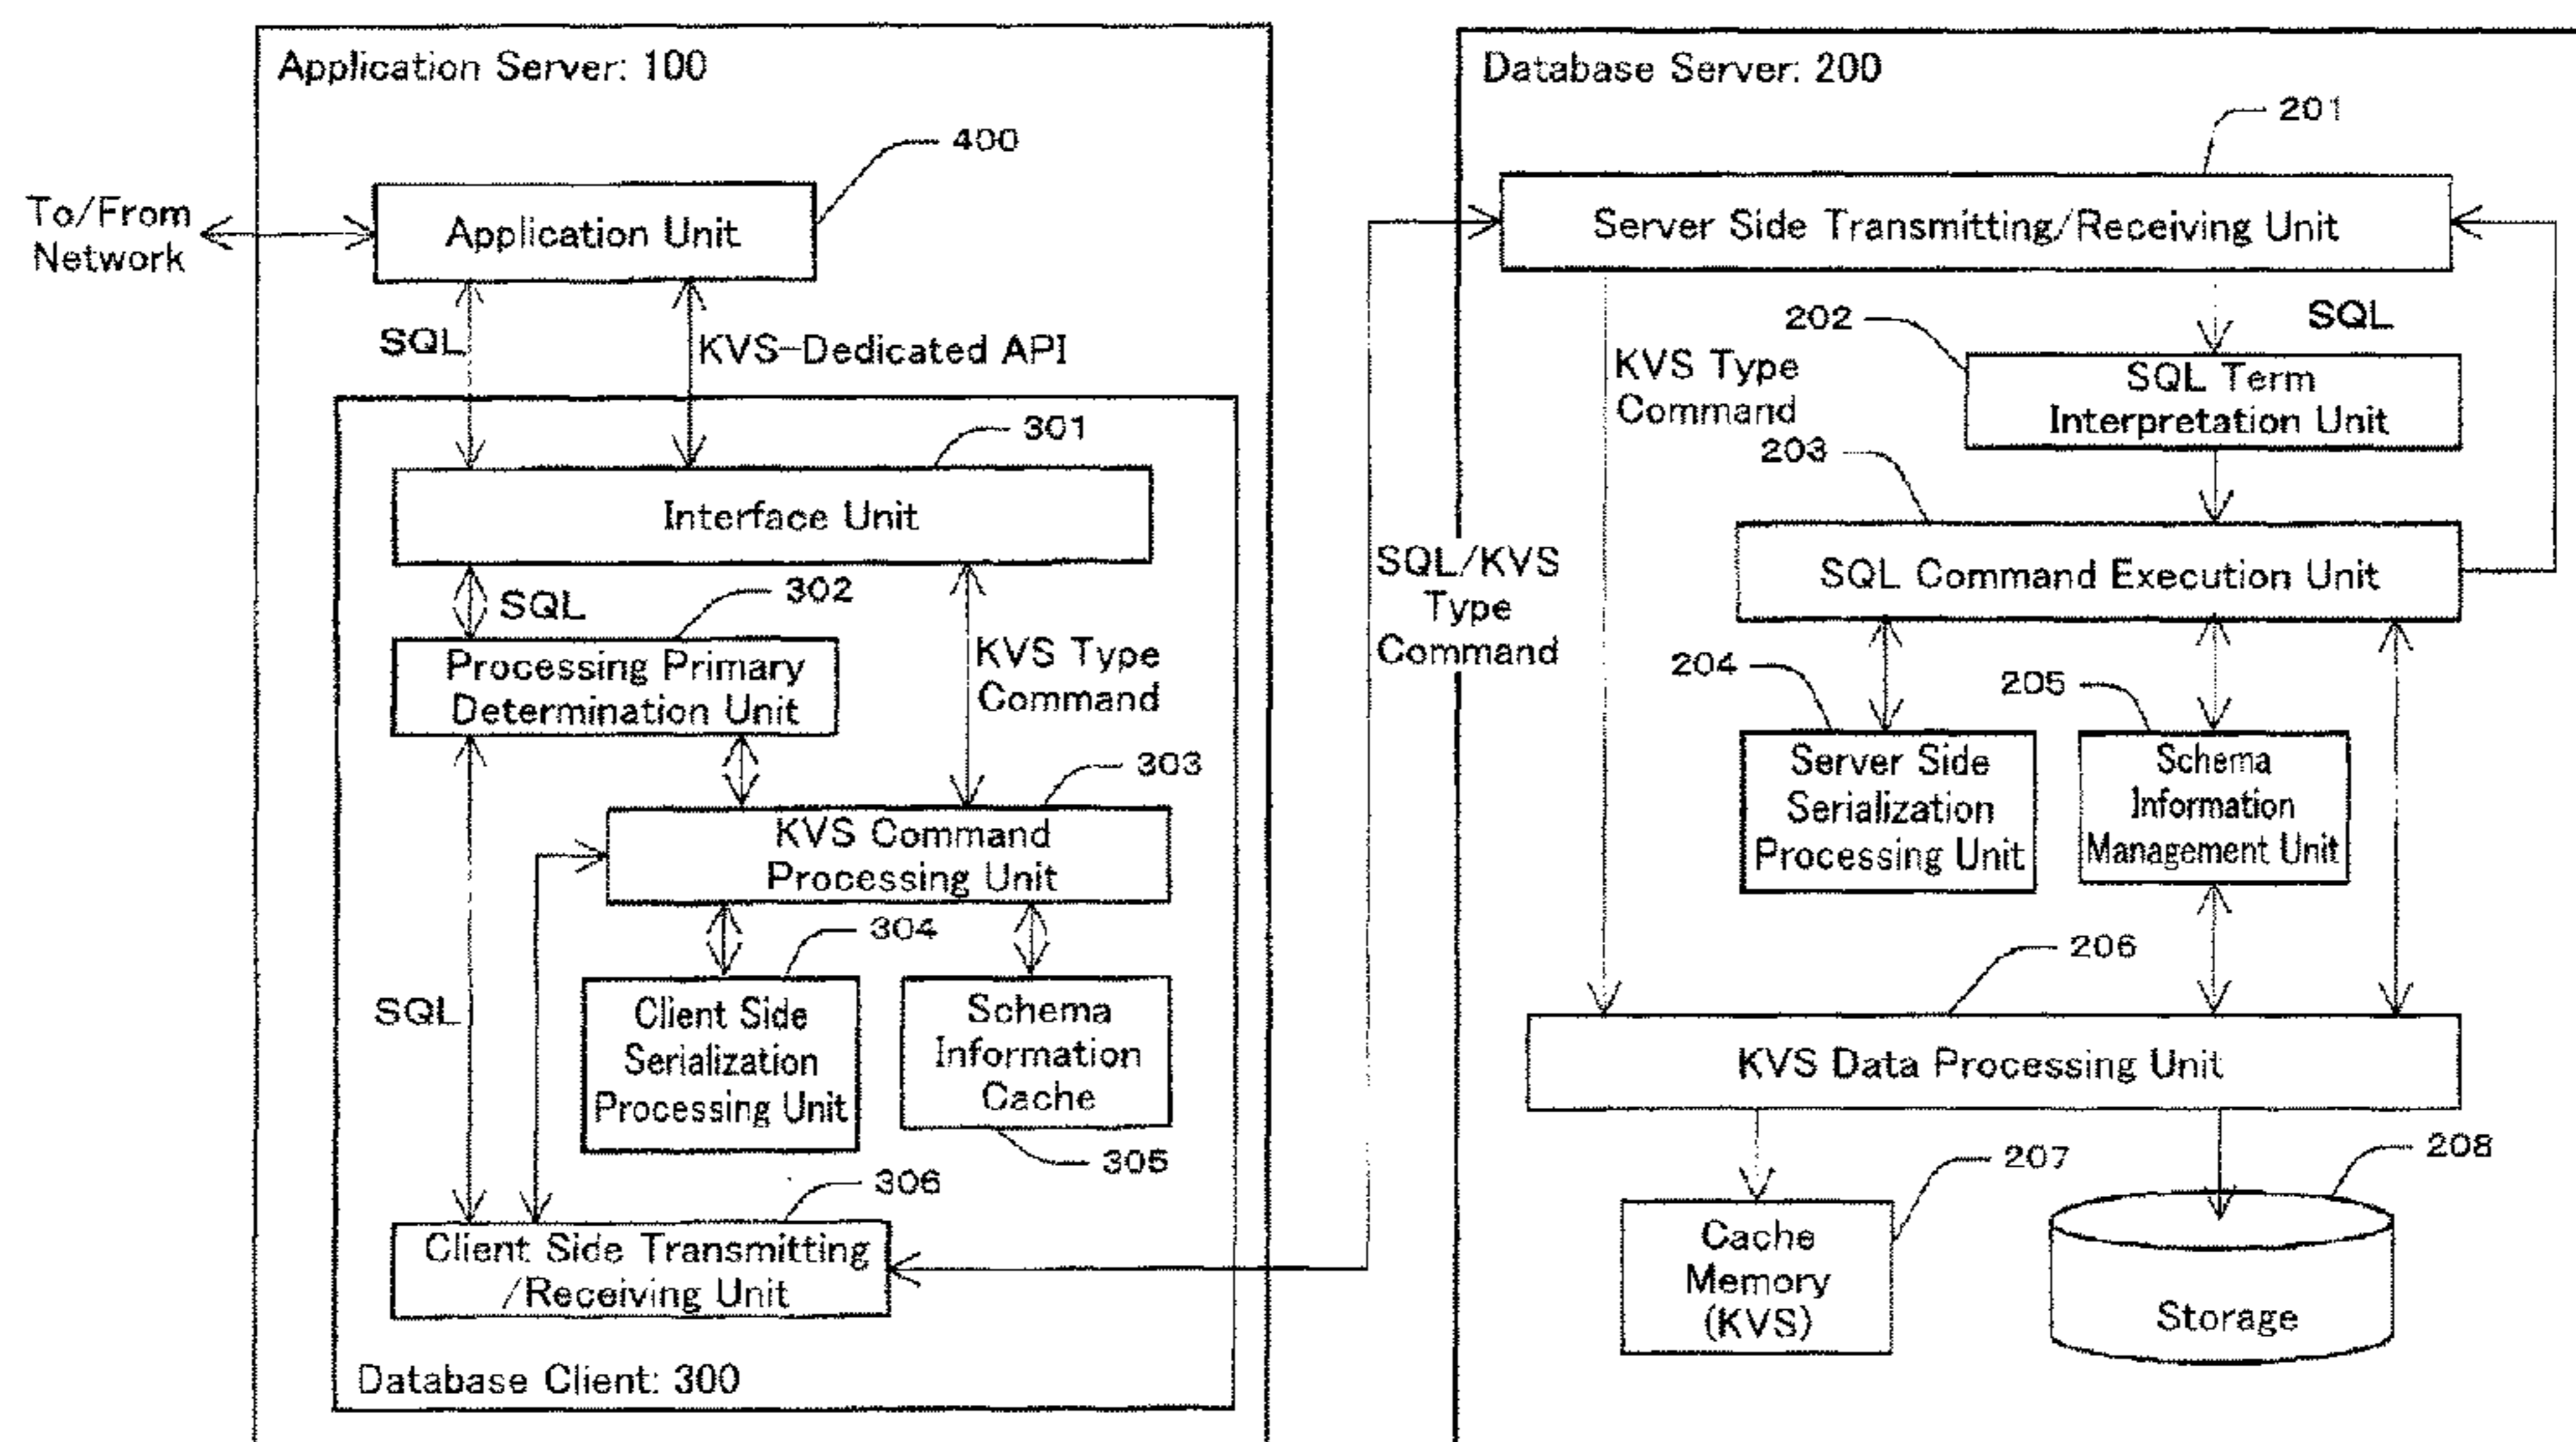 Application Server: 100
400
To/From
Network
Application Unit
SQL
KVS-Dedicated API
301
Interface Unit
SQL
302
KVS Type
Command
Processing Primary
Determination Unit
303
KVS Command
Processing Unit
304
SQL
Client Side
Serialization
Processing Unit
Schema
Information
Cache
305
306
Client Side Transmitting
/Receiving Unit
Database Client: 300
SQL/KVS
Type
Command
Database Server: 200
201
Server Side Transmitting/Receiving Unit
KVS Type
Command
202
SQL
SQL Term
Interpretation Unit
203
SQL Command Execution Unit
204
205
Server Side
Serialization
Processing Unit
Schema
Information
Management Unit
206
KVS Data Processing Unit
207
208
Cache
Memory
(KVS)
Storage